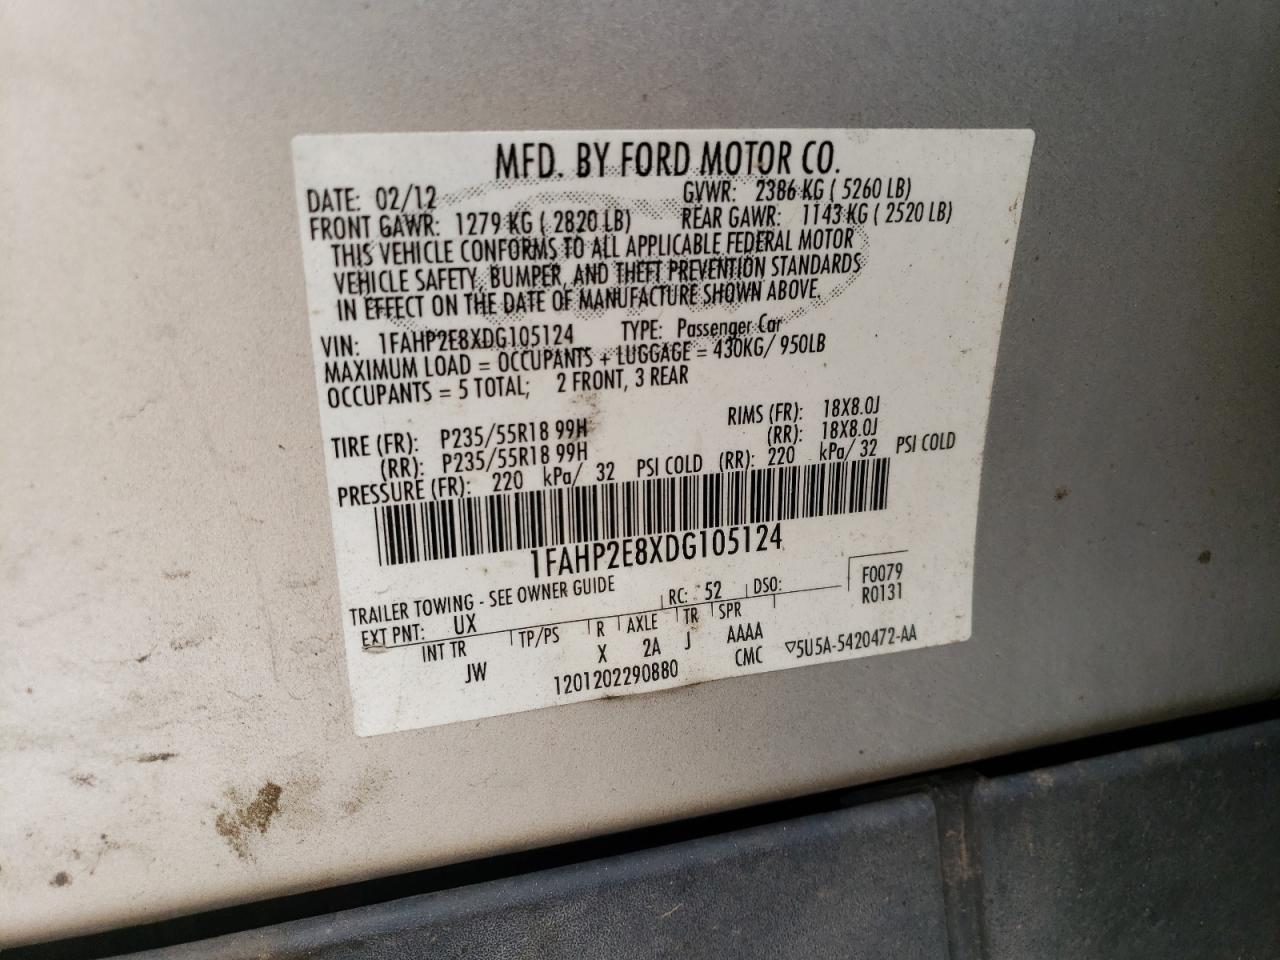 MFD. BY FORD MOTOR CO.
DATE: 02/12 GVWR: 2386 KG ( 5260 LB)
FRONT GAWR: 1279 KG ( 2820 LB) REAR GAWR: 1143 KG ( 2520 LB)
THIS VEHICLE CONFORMS TO ALL APPLICABLE FEDERAL MOTOR
VEHICLE SAFETY, BUMPER, AND THEFT PREVENTION STANDARDS
IN EFFECT ON THE DATE OF MANUFACTURE SHOWN ABOVE.
VIN: 1FAHP2E8XDG105124 TYPE: Passenger Car
MAXIMUM LOAD = OCCUPANTS + LUGGAGE = 430KG/ 950LB
OCCUPANTS = 5 TOTAL; 2 FRONT, 3 REAR
TIRE (FR): P235/55R18 99H RIMS (FR): 18X8.0J
(RR): P235/55R18 99H (RR): 18X8.0J
PRESSURE (FR): 220 kPa/ 32 PSI COLD (RR): 220 kPa/ 32 PSI COLD
1FAHP2E8XDG105124
TRAILER TOWING - SEE OWNER GUIDE F0079
EXT PNT: UX RC: 52 DSO: R0131
INT TR TP/PS R AXLE TR SPR
JW X 2A J AAAA
1201202290880 CMC ▽5U5A-5420472-AA